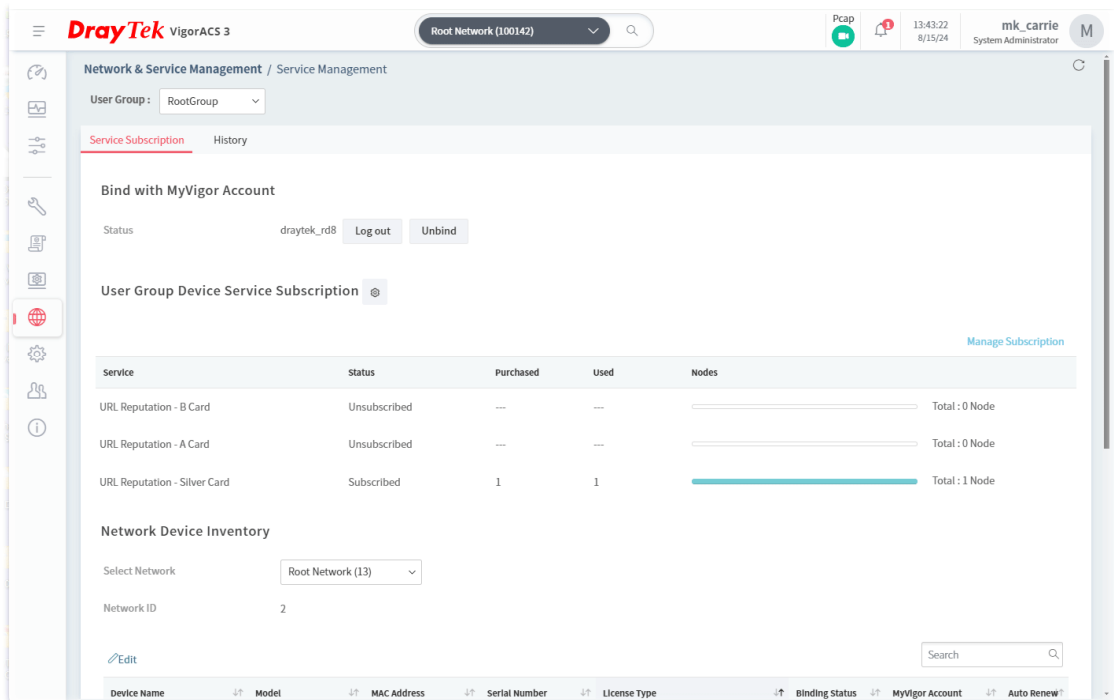 DrayTek VigorACS 3
Root Network (100142)
Pcap
1
13:43:22
8/15/24
mk_carrie
System Administrator
M
Network & Service Management / Service Management
User Group :
RootGroup
Service Subscription
History
Bind with MyVigor Account
Status
draytek_rd8
Log out
Unbind
User Group Device Service Subscription
Manage Subscription
Service Status Purchased Used Nodes
URL Reputation - B Card Unsubscribed --- --- Total : 0 Node
URL Reputation - A Card Unsubscribed --- --- Total : 0 Node
URL Reputation - Silver Card Subscribed 1 1 Total : 1 Node
Network Device Inventory
Select Network
Root Network (13)
Network ID
2
Edit
Search
Device Name Model MAC Address Serial Number License Type Binding Status MyVigor Account Auto Renew